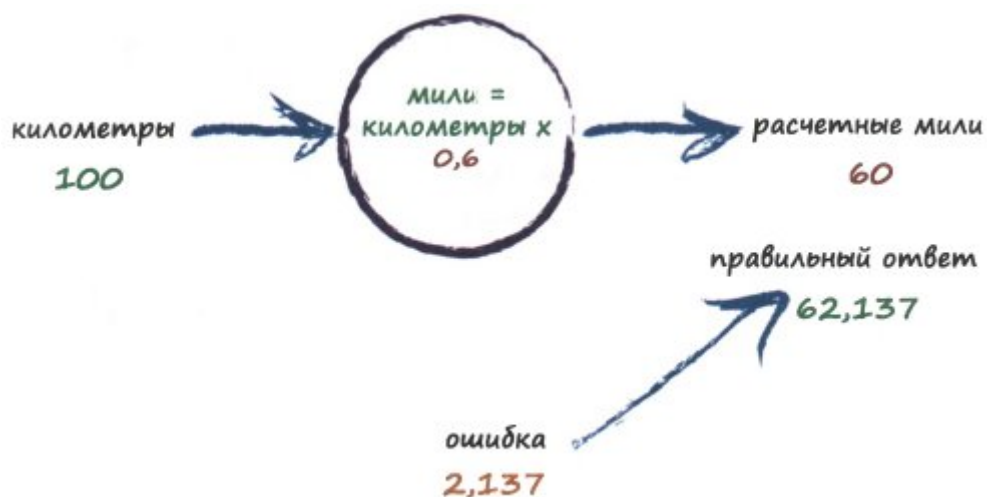 километры
100
мили =
километры х
0,6
расчетные мили
60
правильный ответ
62,137
ошибка
2,137